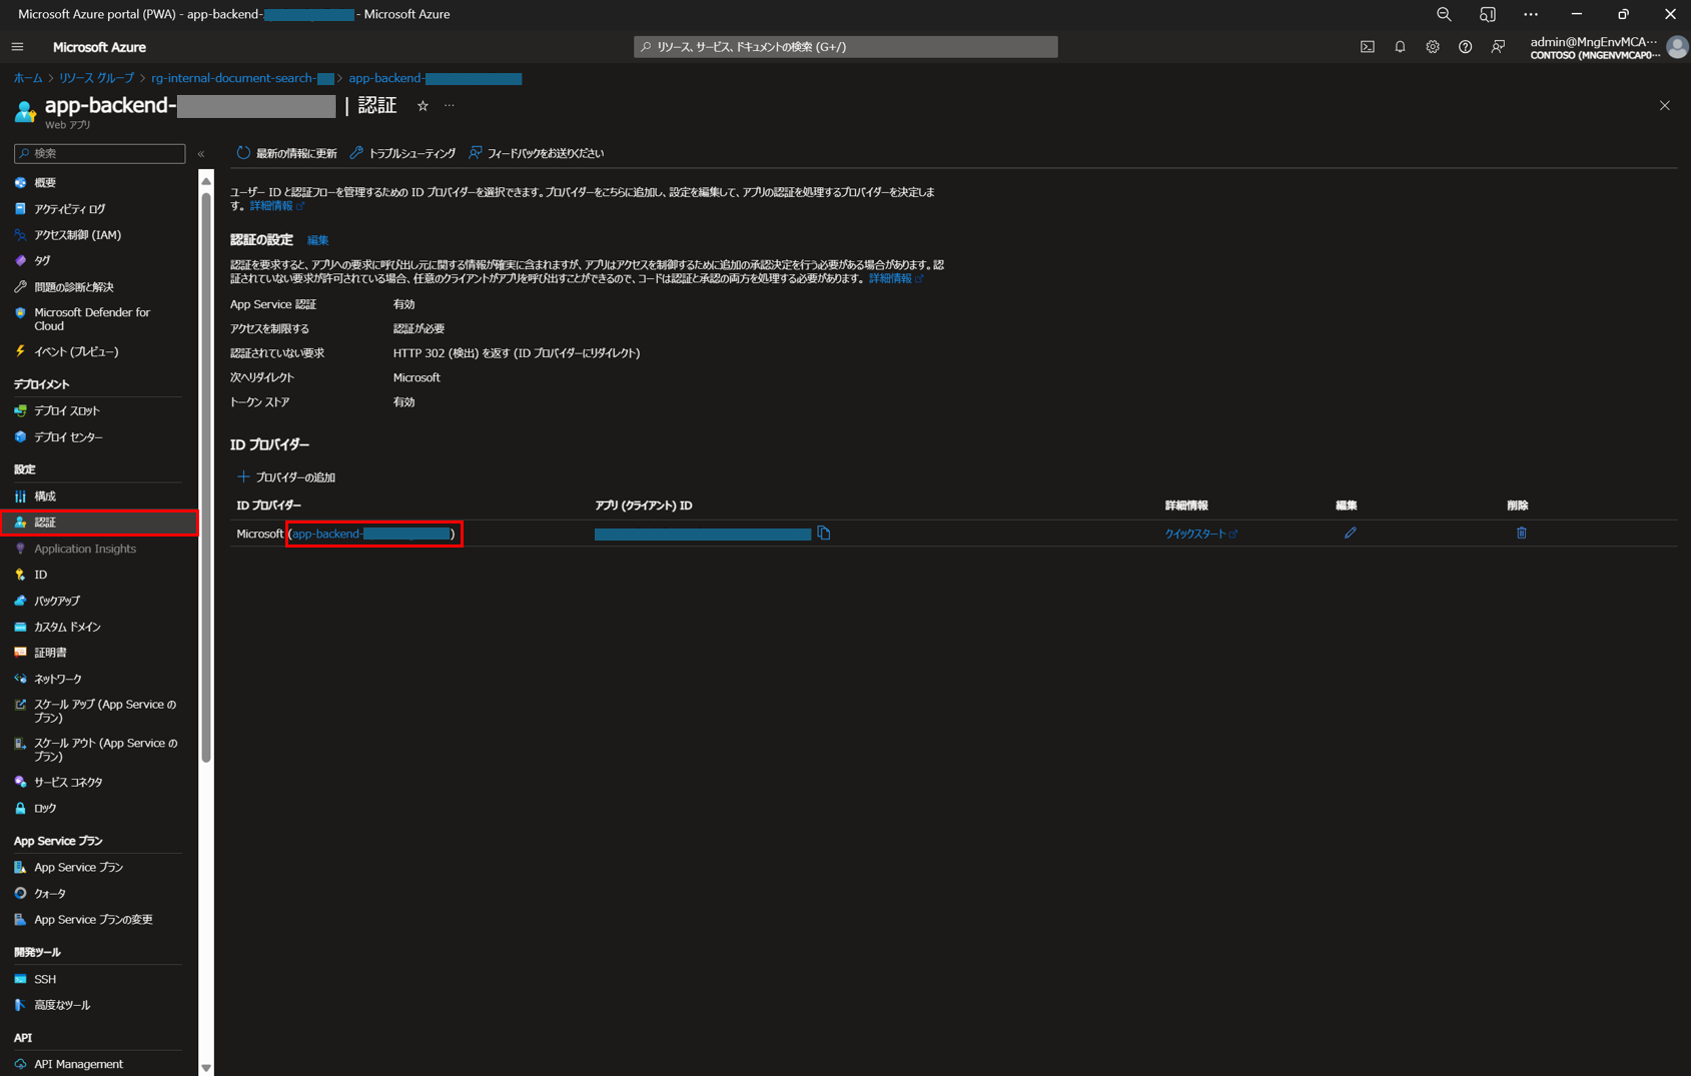 Microsoft Azure portal (PWA) - app-backend- - Microsoft Azure
Microsoft Azure
リソース、サービス、ドキュメントの検索 (G+/)
admin@MngEnvMCA…
CONTOSO (MNGENVMCAP0…
ホーム > リソース グループ > rg-internal-document-search- > app-backend-
app-backend- | 認証
Web アプリ
検索
概要
アクティビティ ログ
アクセス制御 (IAM)
タグ
問題の診断と解決
Microsoft Defender for
Cloud
イベント (プレビュー)
デプロイメント
デプロイ スロット
デプロイ センター
設定
構成
認証
Application Insights
ID
バックアップ
カスタム ドメイン
証明書
ネットワーク
スケール アップ (App Service の
プラン)
スケール アウト (App Service の
プラン)
サービス コネクタ
ロック
App Service プラン
App Service プラン
クォータ
App Service プランの変更
開発ツール
SSH
高度なツール
API
API Management
最新の情報に更新 トラブルシューティング フィードバックをお送りください
ユーザー ID と認証フローを管理するための ID プロバイダーを選択できます。プロバイダーをこちらに追加し、設定を編集して、アプリの認証を処理するプロバイダーを決定しま
す。詳細情報
認証の設定 編集
認証を要求すると、アプリへの要求に呼び出し元に関する情報が確実に含まれますが、アプリはアクセスを制御するために追加の承認決定を行う必要がある場合があります。認
証されていない要求が許可されている場合、任意のクライアントがアプリを呼び出すことができるので、コードは認証と承認の両方を処理する必要があります。詳細情報
App Service 認証 有効
アクセスを制限する 認証が必要
認証されていない要求 HTTP 302 (検出) を返す (ID プロバイダーにリダイレクト)
次へリダイレクト Microsoft
トークン ストア 有効
ID プロバイダー
プロバイダーの追加
ID プロバイダー アプリ (クライアント) ID 詳細情報 編集 削除
Microsoft (app-backend- ) クイックスタート